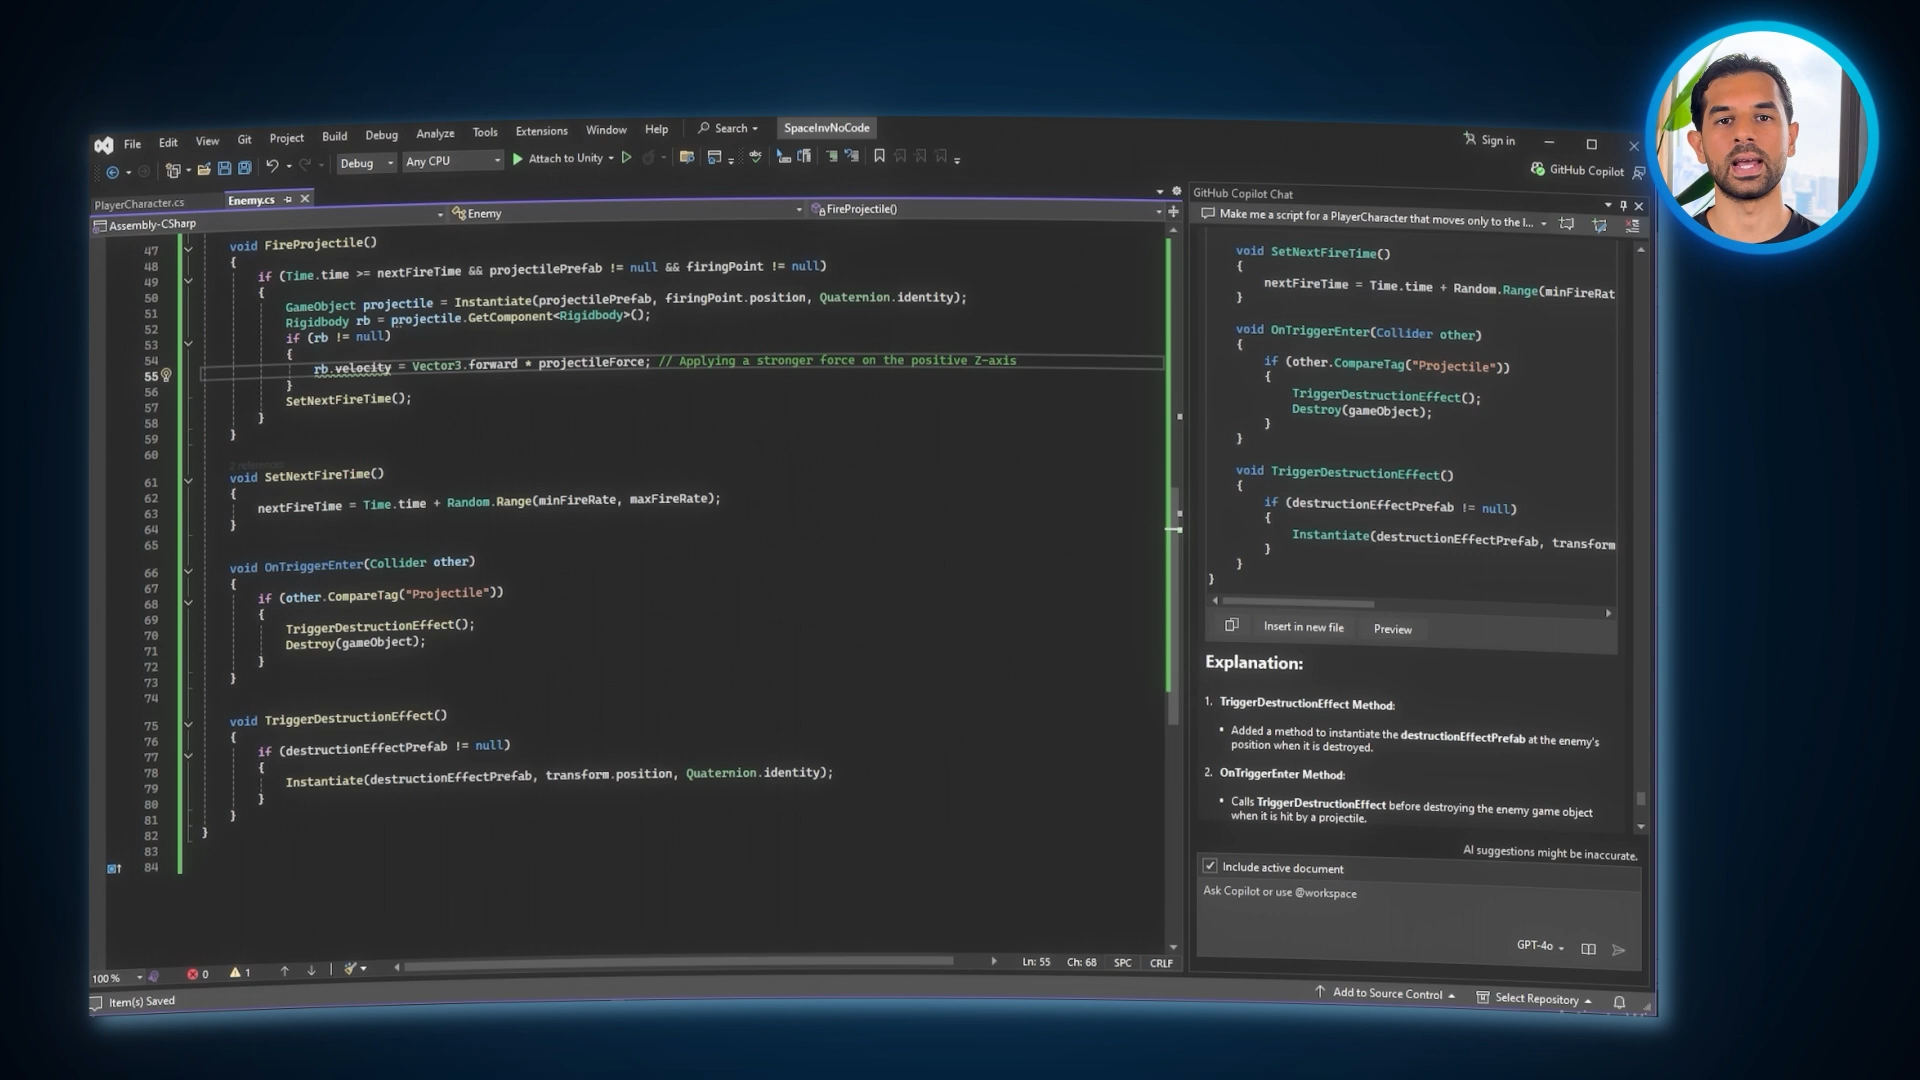 File Edit View Git Project Build Debug Analyze Tools Extensions Window Help Search SpaceInvNoCode Sign in
Debug Any CPU Attach to Unity GitHub Copilot
PlayerCharacter.cs Enemy.cs
Assembly-CSharp Enemy FireProjectile()
47 void FireProjectile()
48 {
49 if (Time.time >= nextFireTime && projectilePrefab != null && firingPoint != null)
50 {
51 GameObject projectile = Instantiate(projectilePrefab, firingPoint.position, Quaternion.identity);
52 Rigidbody rb = projectile.GetComponent<Rigidbody>();
53 if (rb != null)
54 {
55 rb.velocity = Vector3.forward * projectileForce; // Applying a stronger force on the positive Z-axis
56 }
57 SetNextFireTime();
58 }
59 }
60
2 references
61 void SetNextFireTime()
62 {
63 nextFireTime = Time.time + Random.Range(minFireRate, maxFireRate);
64 }
65
66 void OnTriggerEnter(Collider other)
67 {
68 if (other.CompareTag("Projectile"))
69 {
70 TriggerDestructionEffect();
71 Destroy(gameObject);
72 }
73 }
74
75 void TriggerDestructionEffect()
76 {
77 if (destructionEffectPrefab != null)
78 {
79 Instantiate(destructionEffectPrefab, transform.position, Quaternion.identity);
80 }
81 }
82 }
83
84
100 % 0 1 Ln: 55 Ch: 68 SPC CRLF
Item(s) Saved
GitHub Copilot Chat
Make me a script for a PlayerCharacter that moves only to the l...
void SetNextFireTime()
{
nextFireTime = Time.time + Random.Range(minFireRat
}
void OnTriggerEnter(Collider other)
{
if (other.CompareTag("Projectile"))
{
TriggerDestructionEffect();
Destroy(gameObject);
}
}
void TriggerDestructionEffect()
{
if (destructionEffectPrefab != null)
{
Instantiate(destructionEffectPrefab, transform
}
}
}
Insert in new file Preview
Explanation:
1. TriggerDestructionEffect Method:
• Added a method to instantiate the destructionEffectPrefab at the enemy's
position when it is destroyed.
2. OnTriggerEnter Method:
• Calls TriggerDestructionEffect before destroying the enemy game object
when it is hit by a projectile.
AI suggestions might be inaccurate.
Include active document
Ask Copilot or use @workspace
GPT-4o
Add to Source Control Select Repository